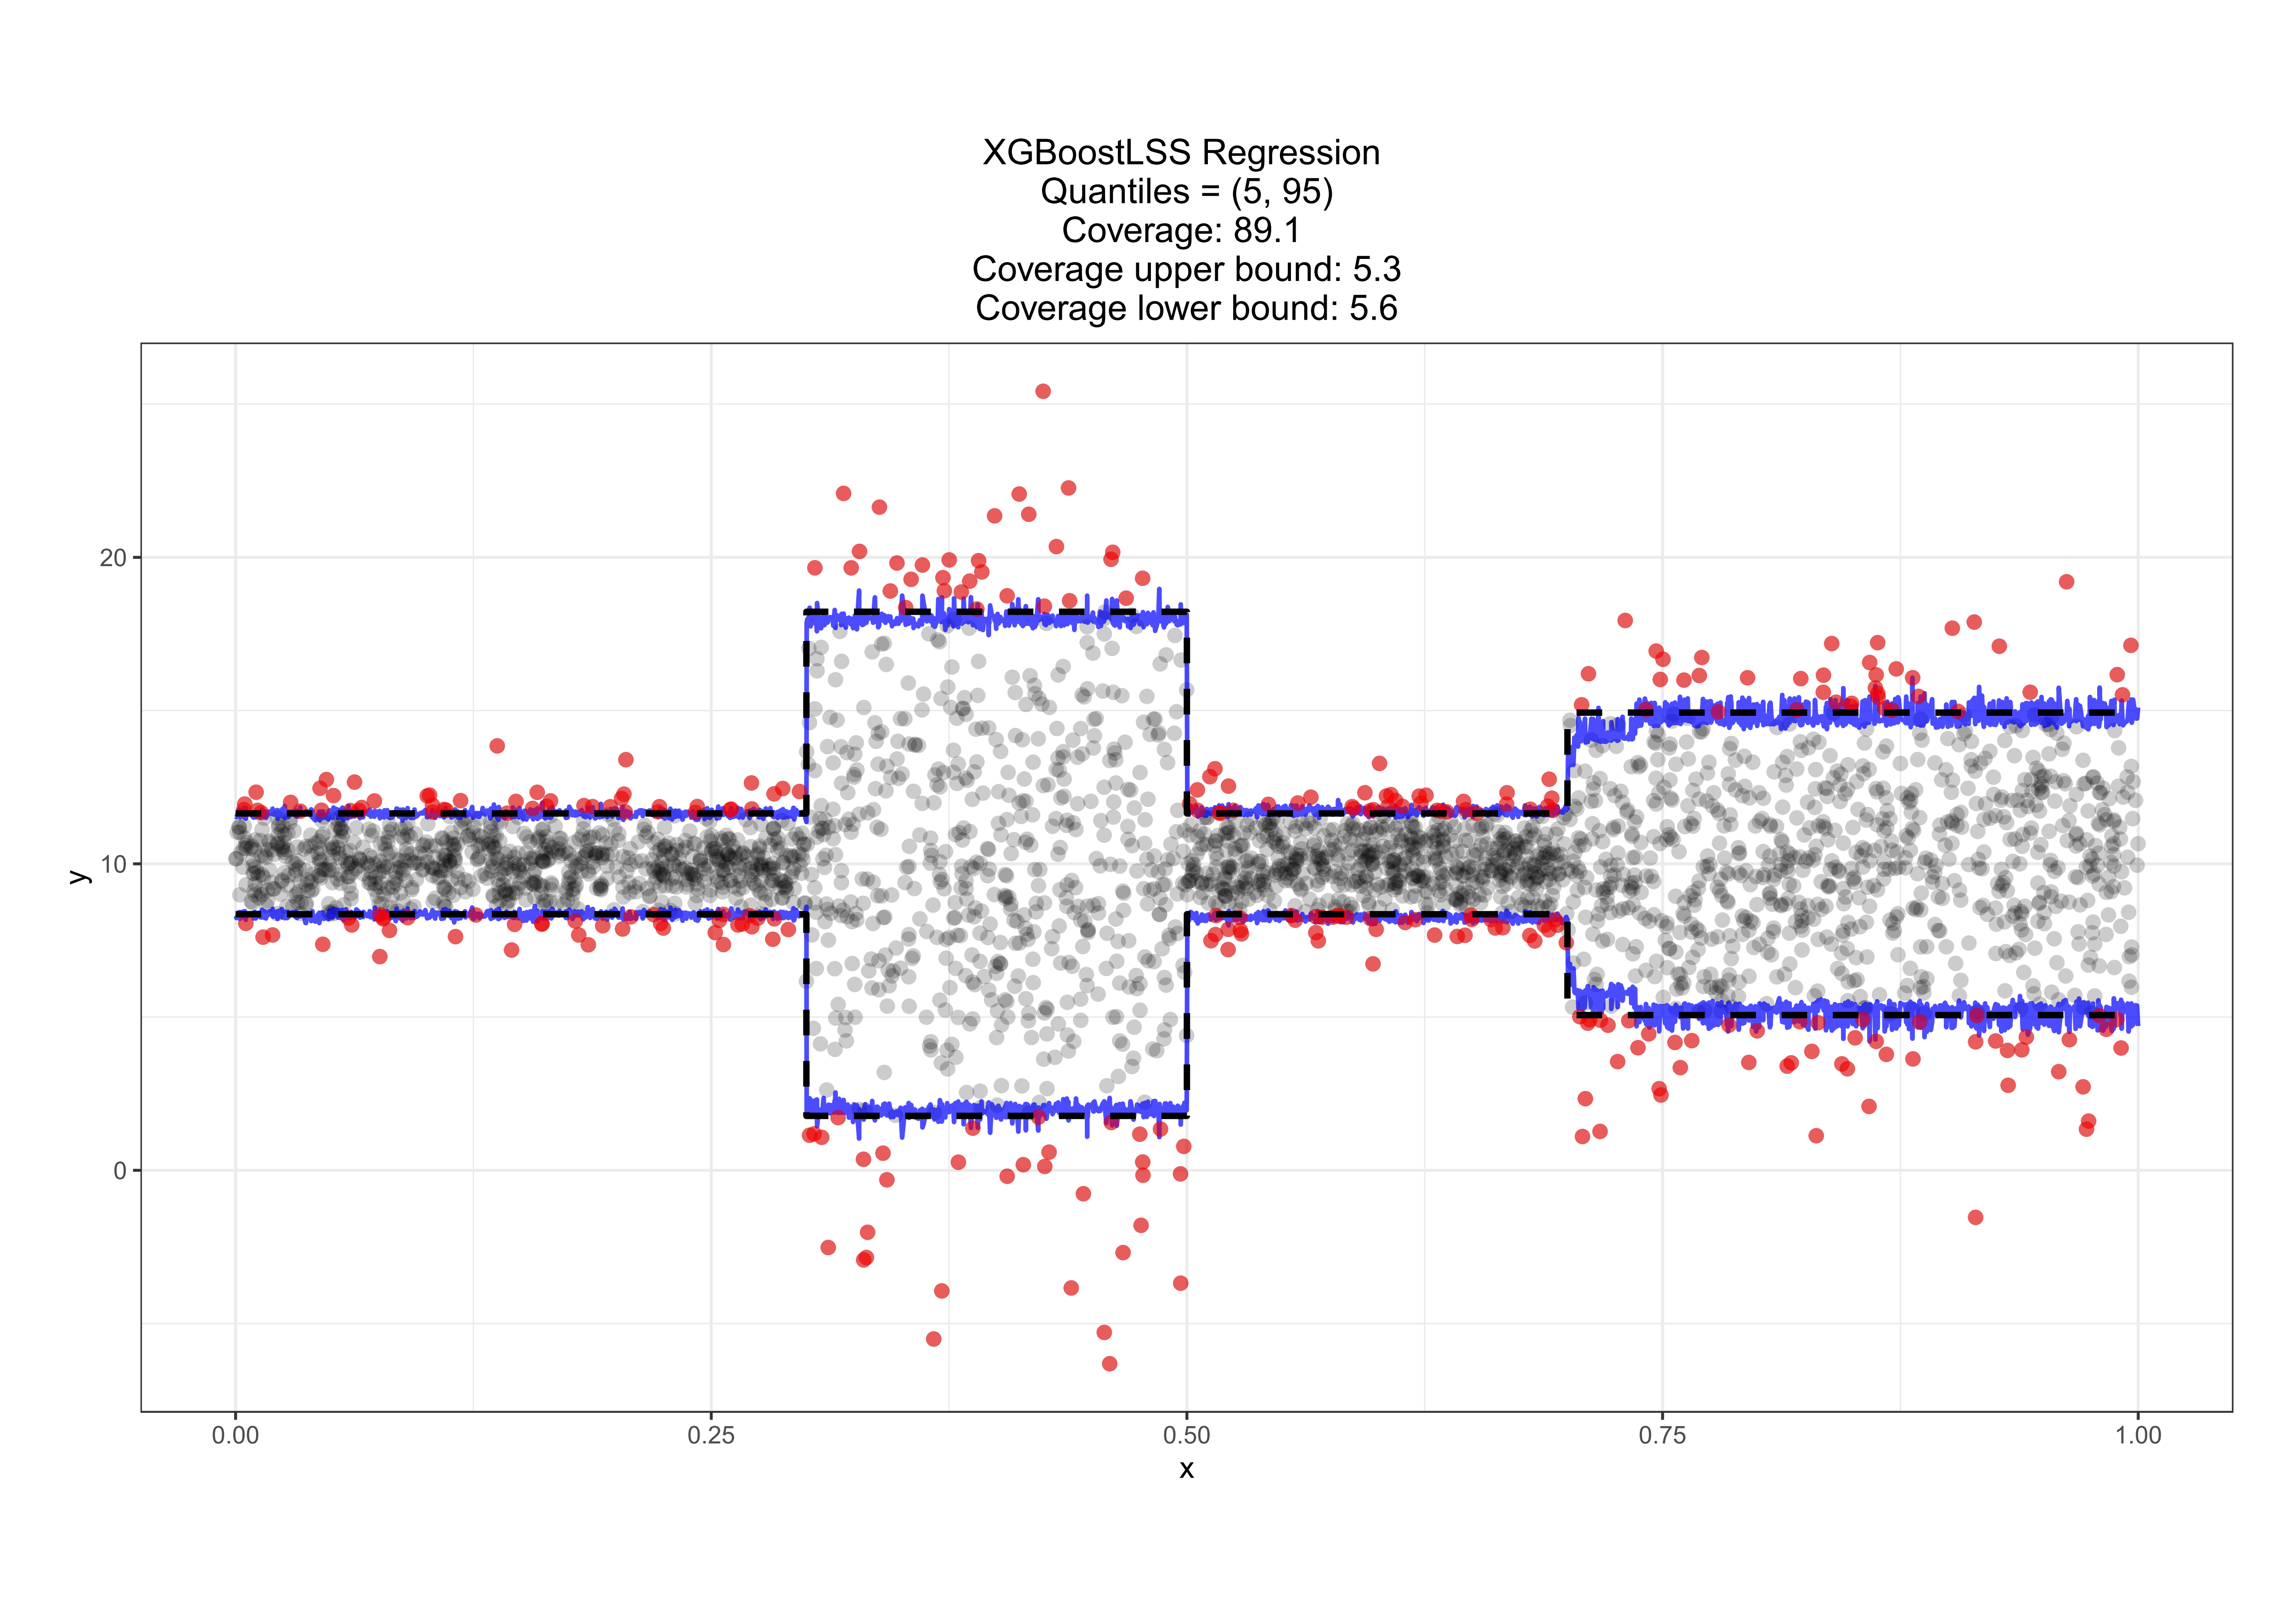 XGBoostLSS Regression
Quantiles = (5, 95)
Coverage: 89.1
Coverage upper bound: 5.3
Coverage lower bound: 5.6
20
10
0
y
0.00
0.25
0.50
0.75
1.00
x